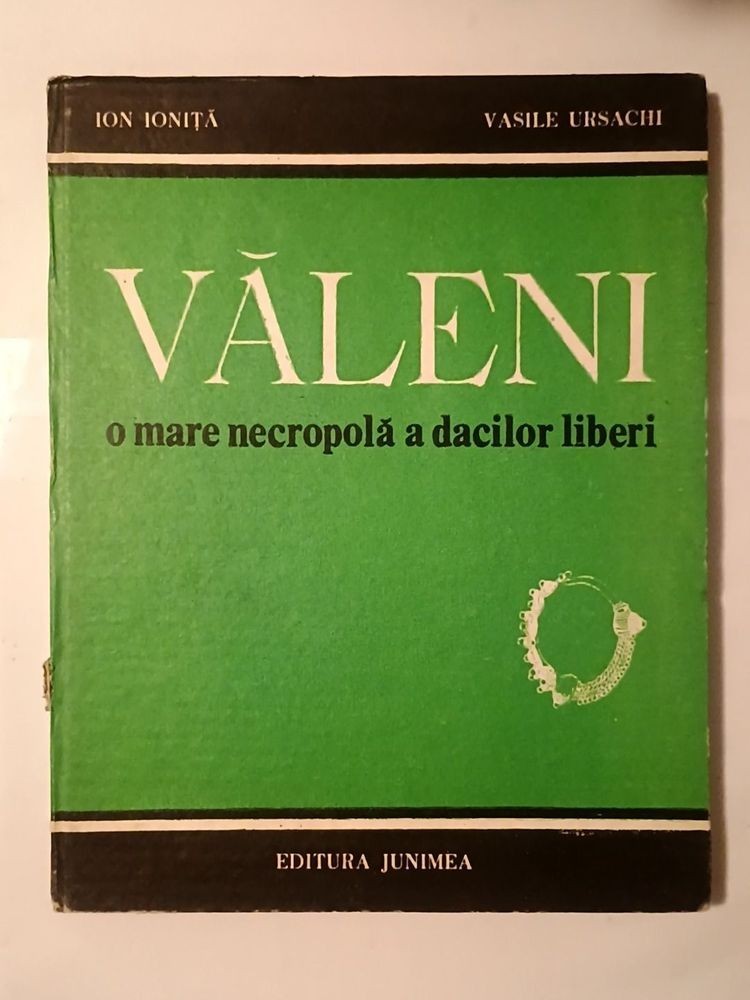 ION IONIȚĂ
VASILE URSACHI
VĂLENI
o mare necropolă a dacilor liberi
EDITURA JUNIMEA